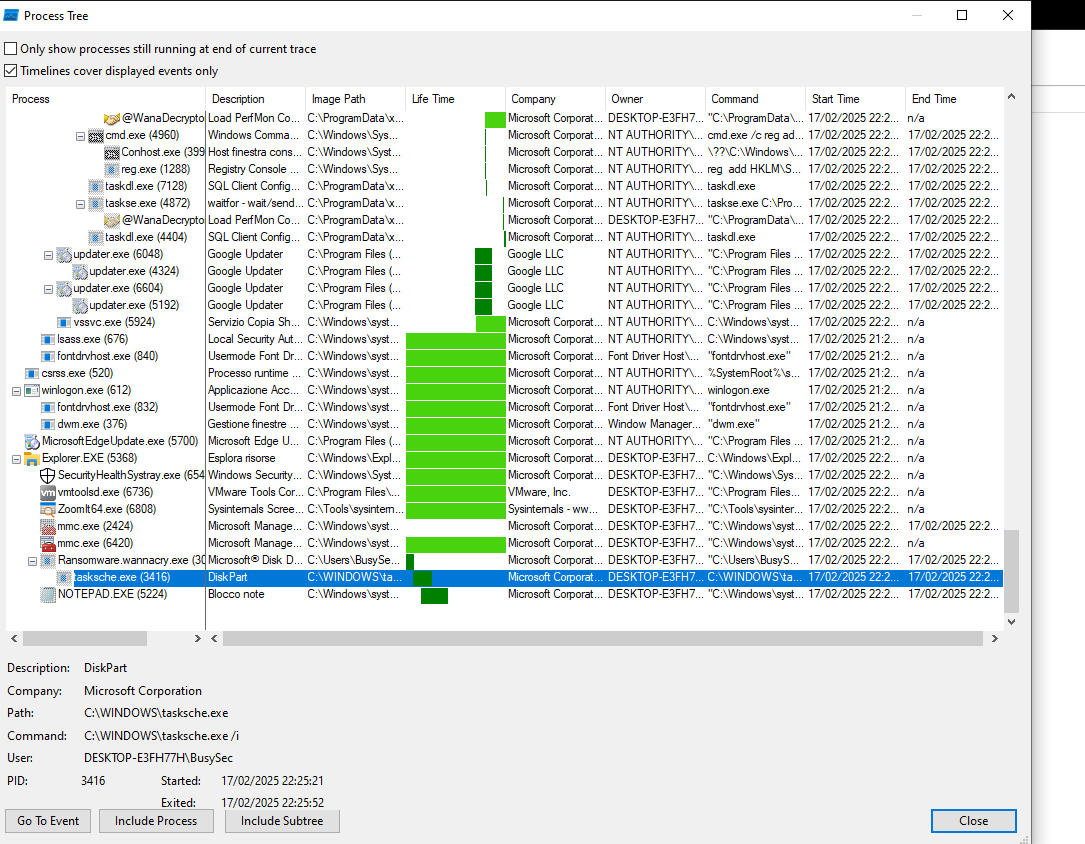 Process Tree
Only show processes still running at end of current trace
Timelines cover displayed events only
Process Description Image Path Life Time Company Owner Command Start Time End Time
@WanaDecrypto Load PerfMon Co... C:\ProgramData\x... Microsoft Corporat... DESKTOP-E3FH7... "C:\ProgramData\... 17/02/2025 22:2... n/a
cmd.exe (4960) Windows Comma... C:\Windows\Sys... Microsoft Corporat... NT AUTHORITY\... cmd.exe /c reg ad... 17/02/2025 22:2... 17/02/2025 22:2...
Conhost.exe (399 Host finestra cons... C:\Windows\Syst... Microsoft Corporat... NT AUTHORITY\... \??\C:\Windows\... 17/02/2025 22:2... 17/02/2025 22:2...
reg.exe (1288) Registry Console ... C:\Windows\Sys... Microsoft Corporat... NT AUTHORITY\... reg add HKLM\S... 17/02/2025 22:2... 17/02/2025 22:2...
taskdl.exe (7128) SQL Client Config... C:\ProgramData\x... Microsoft Corporat... NT AUTHORITY\... taskdl.exe 17/02/2025 22:2... 17/02/2025 22:2...
taskse.exe (4872) waitfor - wait/send... C:\ProgramData\x... Microsoft Corporat... NT AUTHORITY\... taskse.exe C:\Pro... 17/02/2025 22:2... 17/02/2025 22:2...
@WanaDecrypto Load PerfMon Co... C:\ProgramData\x... Microsoft Corporat... DESKTOP-E3FH7... "C:\ProgramData\... 17/02/2025 22:2... 17/02/2025 22:2...
taskdl.exe (4404) SQL Client Config... C:\ProgramData\x... Microsoft Corporat... NT AUTHORITY\... taskdl.exe 17/02/2025 22:2... 17/02/2025 22:2...
updater.exe (6048) Google Updater C:\Program Files (... Google LLC NT AUTHORITY\... "C:\Program Files ... 17/02/2025 22:2... 17/02/2025 22:2...
updater.exe (4324) Google Updater C:\Program Files (... Google LLC NT AUTHORITY\... "C:\Program Files ... 17/02/2025 22:2... 17/02/2025 22:2...
updater.exe (6604) Google Updater C:\Program Files (... Google LLC NT AUTHORITY\... "C:\Program Files ... 17/02/2025 22:2... 17/02/2025 22:2...
updater.exe (5192) Google Updater C:\Program Files (... Google LLC NT AUTHORITY\... "C:\Program Files ... 17/02/2025 22:2... 17/02/2025 22:2...
vssvc.exe (5924) Servizio Copia Sh... C:\Windows\syst... Microsoft Corporat... NT AUTHORITY\... C:\Windows\syst... 17/02/2025 22:2... n/a
lsass.exe (676) Local Security Aut... C:\Windows\syst... Microsoft Corporat... NT AUTHORITY\... C:\Windows\syst... 17/02/2025 21:2... n/a
fontdrvhost.exe (840) Usermode Font Dr... C:\Windows\syst... Microsoft Corporat... Font Driver Host\... "fontdrvhost.exe" 17/02/2025 21:2... n/a
csrss.exe (520) Processo runtime ... C:\Windows\syst... Microsoft Corporat... NT AUTHORITY\... %SystemRoot%\s... 17/02/2025 21:2... n/a
winlogon.exe (612) Applicazione Acc... C:\Windows\syst... Microsoft Corporat... NT AUTHORITY\... winlogon.exe 17/02/2025 21:2... n/a
fontdrvhost.exe (832) Usermode Font Dr... C:\Windows\syst... Microsoft Corporat... Font Driver Host\... "fontdrvhost.exe" 17/02/2025 21:2... n/a
dwm.exe (376) Gestione finestre ... C:\Windows\syst... Microsoft Corporat... Window Manager... "dwm.exe" 17/02/2025 21:2... n/a
MicrosoftEdgeUpdate.exe (5700) Microsoft Edge U... C:\Program Files (... Microsoft Corporat... NT AUTHORITY\... "C:\Program Files ... 17/02/2025 21:2... n/a
Explorer.EXE (5368) Esplora risorse C:\Windows\Expl... Microsoft Corporat... DESKTOP-E3FH7... C:\Windows\Expl... 17/02/2025 22:2... n/a
SecurityHealthSystray.exe (654 Windows Security... C:\Windows\Syst... Microsoft Corporat... DESKTOP-E3FH7... "C:\Windows\Sys... 17/02/2025 22:2... n/a
vmtoolsd.exe (6736) VMware Tools Cor... C:\Program Files\... VMware, Inc. DESKTOP-E3FH7... "C:\Program Files\... 17/02/2025 22:2... n/a
ZoomIt64.exe (6808) Sysinternals Scree... C:\Tools\sysintern... Sysinternals - ww... DESKTOP-E3FH7... "C:\Tools\sysinter... 17/02/2025 22:2... n/a
mmc.exe (2424) Microsoft Manage... C:\Windows\syst... Microsoft Corporat... DESKTOP-E3FH7... "C:\Windows\syst... 17/02/2025 22:2... 17/02/2025 22:2...
mmc.exe (6420) Microsoft Manage... C:\Windows\syst... Microsoft Corporat... DESKTOP-E3FH7... "C:\Windows\syst... 17/02/2025 22:2... n/a
Ransomware.wannacry.exe (30 Microsoft® Disk D... C:\Users\BusySe... Microsoft Corporat... DESKTOP-E3FH7... "C:\Users\BusyS... 17/02/2025 22:2... 17/02/2025 22:2...
tasksche.exe (3416) DiskPart C:\WINDOWS\ta... Microsoft Corporat... DESKTOP-E3FH7... C:\WINDOWS\tas... 17/02/2025 22:2... 17/02/2025 22:2...
NOTEPAD.EXE (5224) Blocco note C:\Windows\syst... Microsoft Corporat... DESKTOP-E3FH7... "C:\Windows\syst... 17/02/2025 22:2... 17/02/2025 22:2...
Description: DiskPart
Company: Microsoft Corporation
Path: C:\WINDOWS\tasksche.exe
Command: C:\WINDOWS\tasksche.exe /i
User: DESKTOP-E3FH77H\BusySec
PID: 3416 Started: 17/02/2025 22:25:21
Exited: 17/02/2025 22:25:52
Go To Event Include Process Include Subtree Close